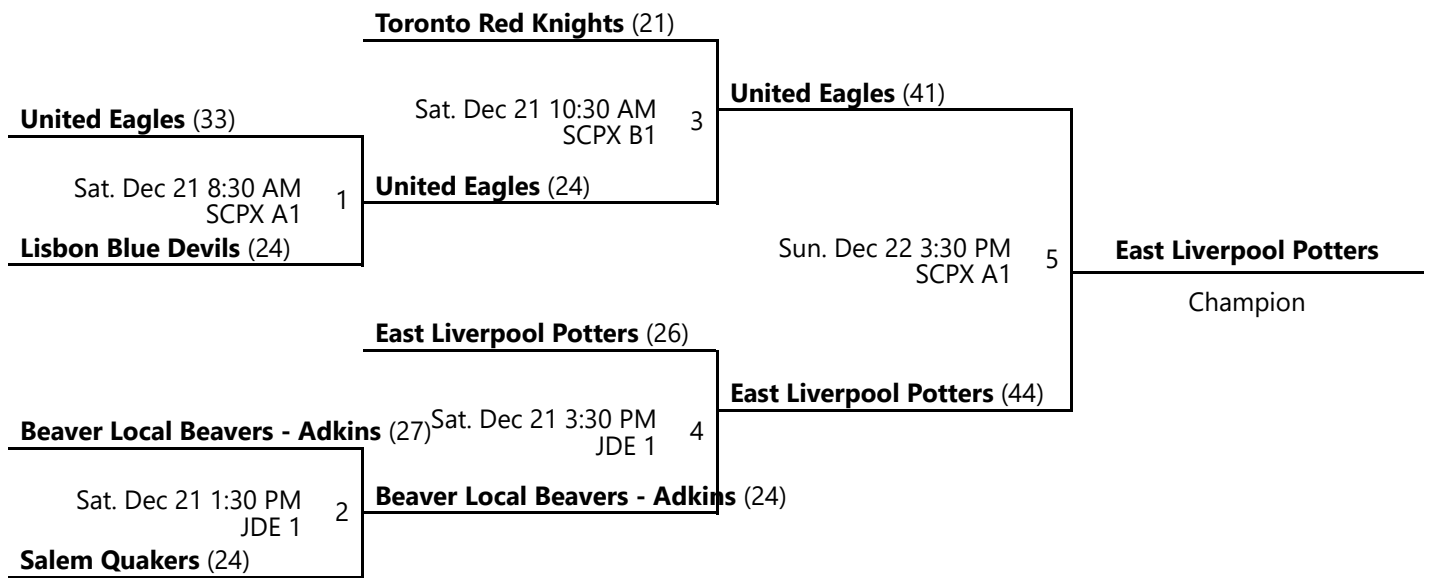 Toronto Red Knights (21)
United Eagles (33)
Sat. Dec 21 10:30 AM
SCPX B1
3
United Eagles (41)
Sat. Dec 21 8:30 AM
SCPX A1
1
United Eagles (24)
Lisbon Blue Devils (24)
Sun. Dec 22 3:30 PM
SCPX A1
5
East Liverpool Potters
Champion
East Liverpool Potters (26)
East Liverpool Potters (44)
Beaver Local Beavers - Adkins (27)
Sat. Dec 21 3:30 PM
JDE 1
4
Sat. Dec 21 1:30 PM
JDE 1
2
Beaver Local Beavers - Adkins (24)
Salem Quakers (24)